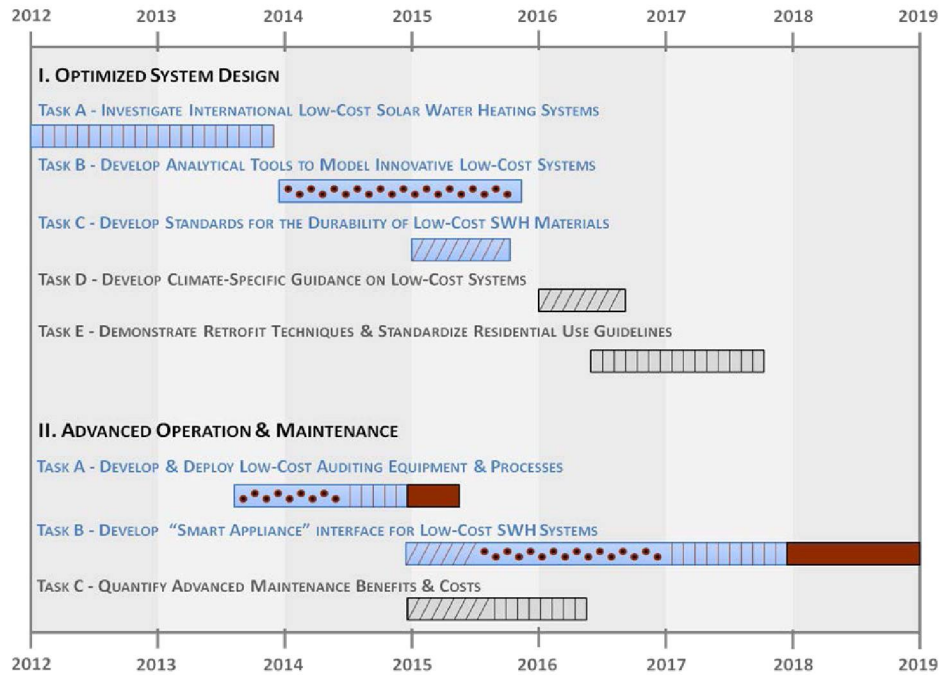 2012 2013 2014 2015 2016 2017 2018 2019
I. Optimized System Design
Task A - Investigate International Low-Cost Solar Water Heating Systems
Task B - Develop Analytical Tools to Model Innovative Low-Cost Systems
Task C - Develop Standards for the Durability of Low-Cost SWH Materials
Task D - Develop Climate-Specific Guidance on Low-Cost Systems
Task E - Demonstrate Retrofit Techniques & Standardize Residential Use Guidelines
II. Advanced Operation & Maintenance
Task A - Develop & Deploy Low-Cost Auditing Equipment & Processes
Task B - Develop “Smart Appliance” interface for Low-Cost SWH Systems
Task C - Quantify Advanced Maintenance Benefits & Costs
2012 2013 2014 2015 2016 2017 2018 2019